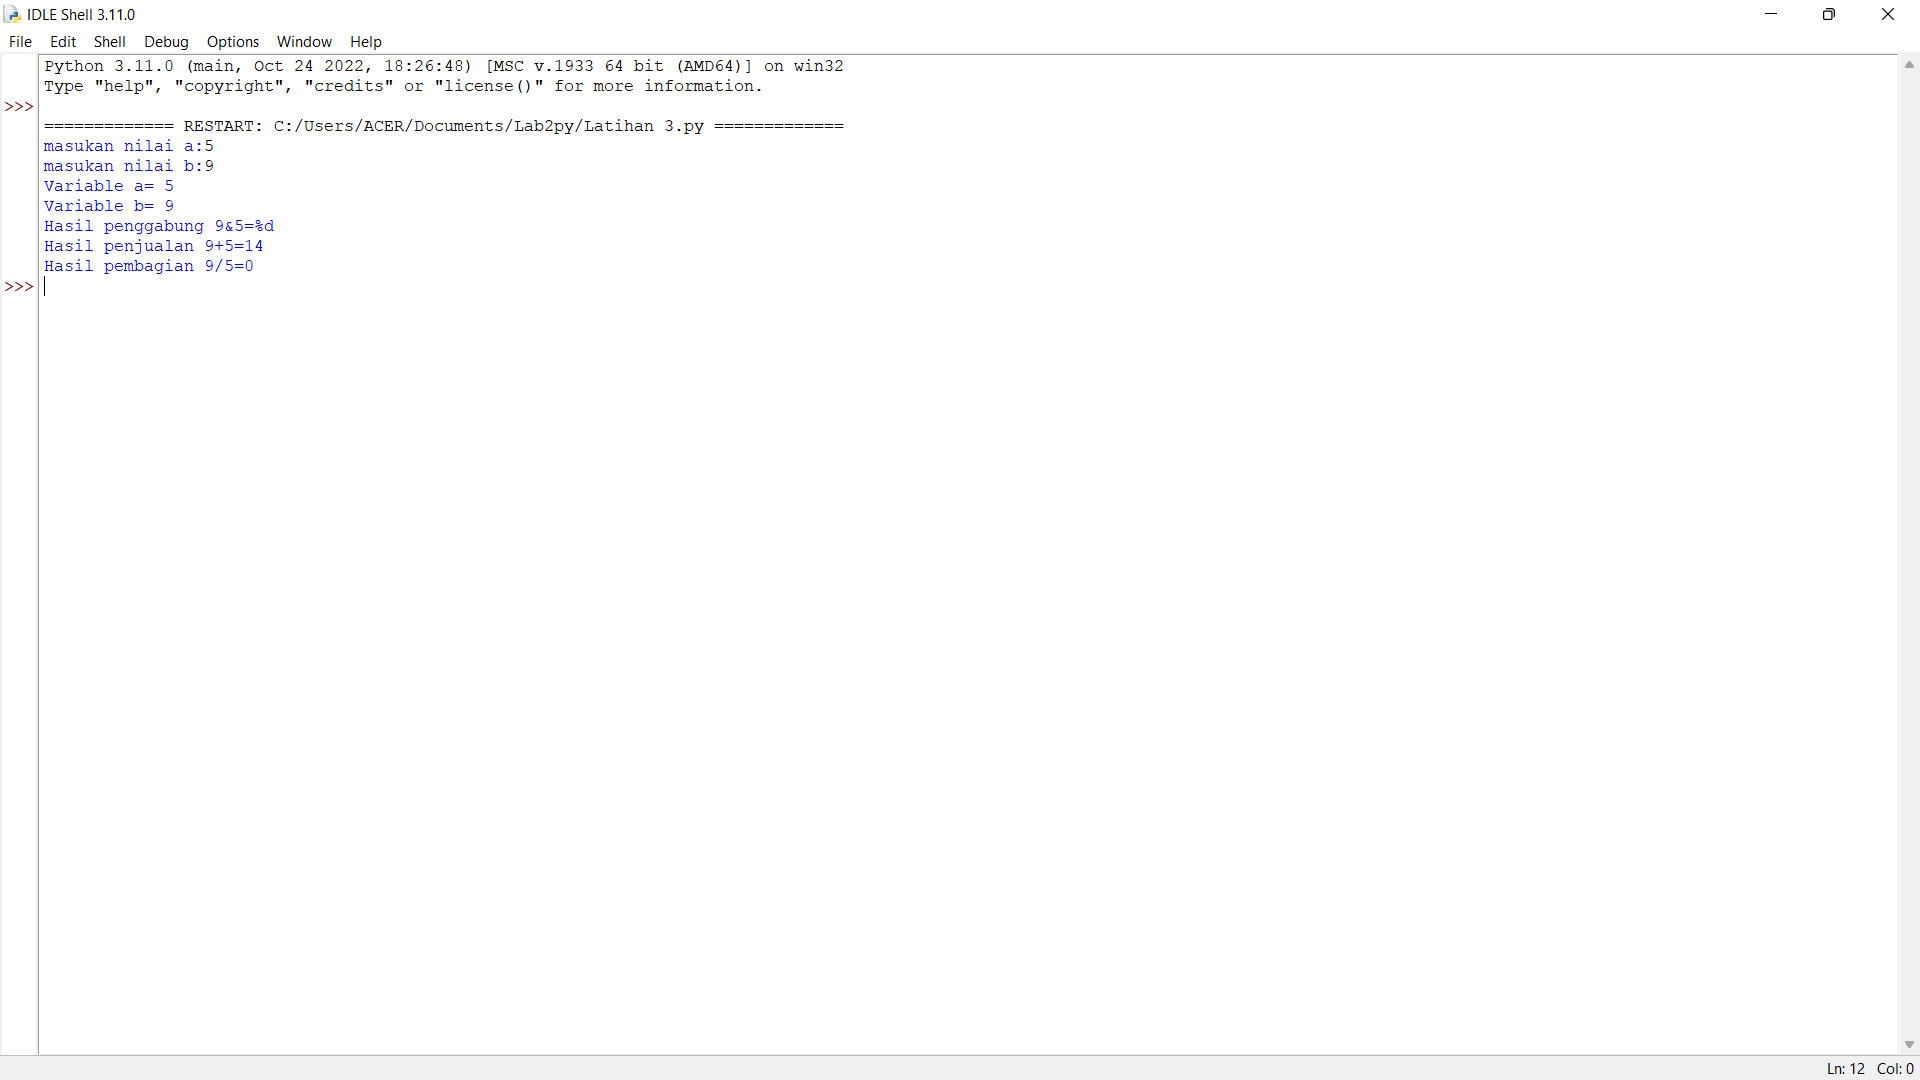 IDLE Shell 3.11.0
File Edit Shell Debug Options Window Help
Python 3.11.0 (main, Oct 24 2022, 18:26:48) [MSC v.1933 64 bit (AMD64)] on win32
Type "help", "copyright", "credits" or "license()" for more information.
>>>
============= RESTART: C:/Users/ACER/Documents/Lab2py/Latihan 3.py =============
masukan nilai a:5
masukan nilai b:9
Variable a= 5
Variable b= 9
Hasil penggabung 9&5=%d
Hasil penjualan 9+5=14
Hasil pembagian 9/5=0
>>>
Ln: 12 Col: 0